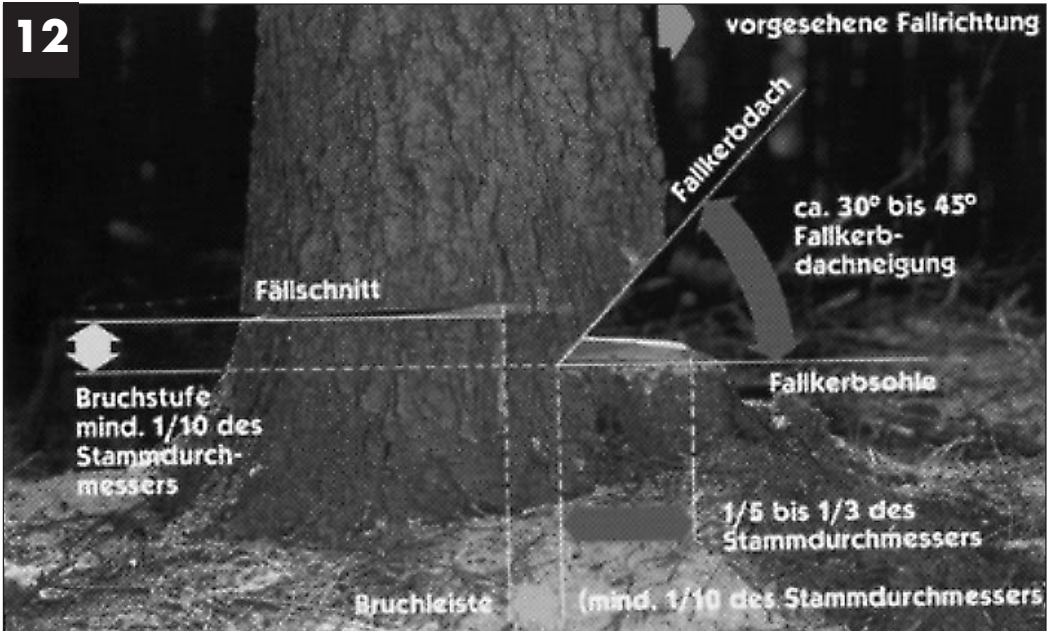 12
vorgesehene Fallrichtung
Fallkerbdach
ca. 30° bis 45°
Fallkerb-
dachneigung
Fällschnitt
Fallkerbsohle
Bruchstufe
mind. 1/10 des
Stammdurch-
messers
1/5 bis 1/3 des
Stammdurchmessers
Bruchleiste
(mind. 1/10 des Stammdurchmessers